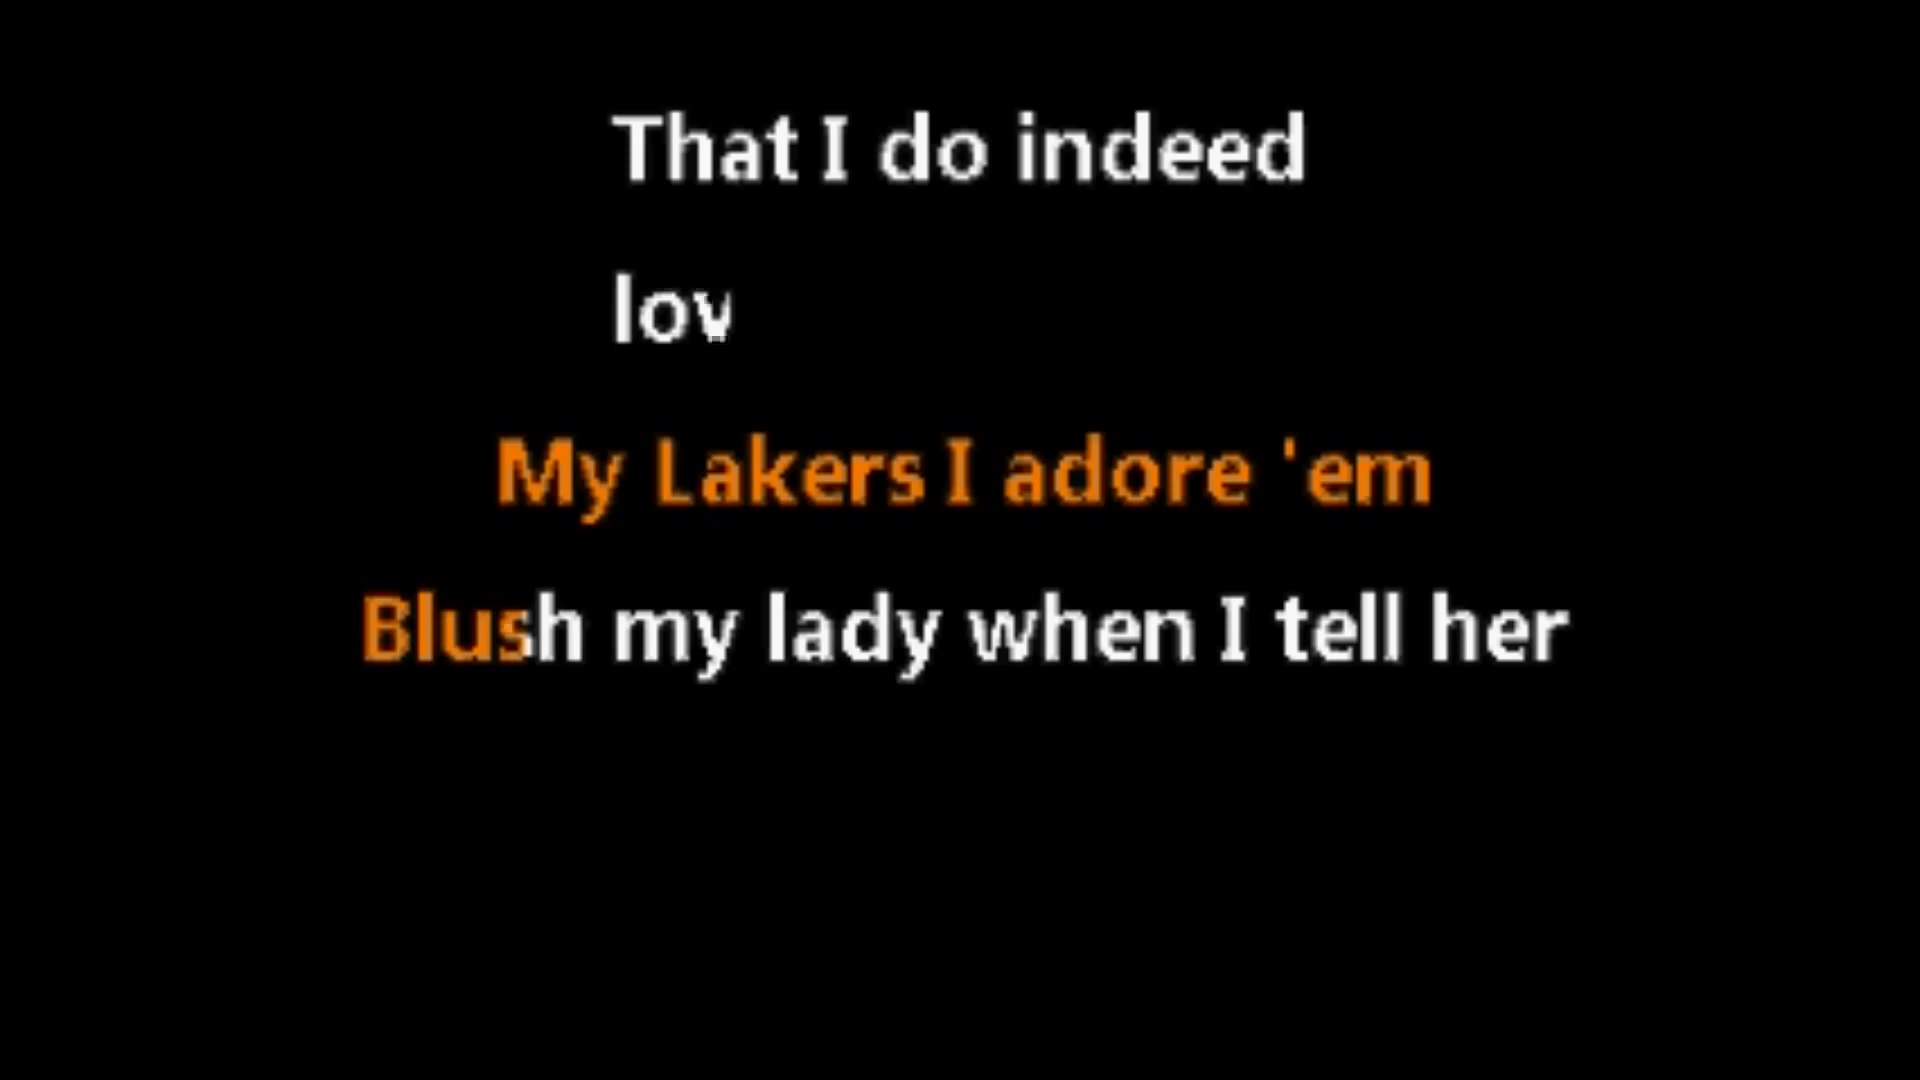 That I do indeed
lov
My Lakers I adore 'em
Blush my lady when I tell her